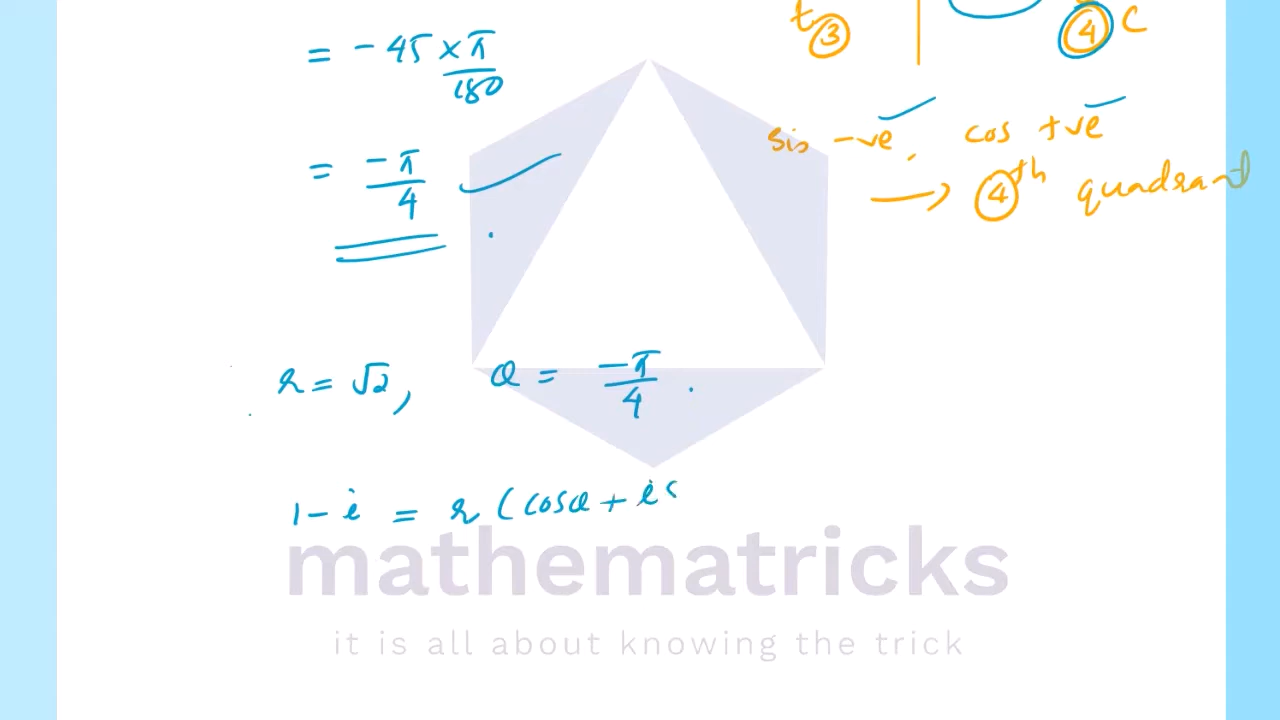 t ③ ④ C
= - 45 × π/180
sin -ve, cos +ve
= -π/4
→ ④th quadrant
r = √2, θ = -π/4 .
1 - i = r (cosθ + i s
mathematricks
it is all about knowing the trick